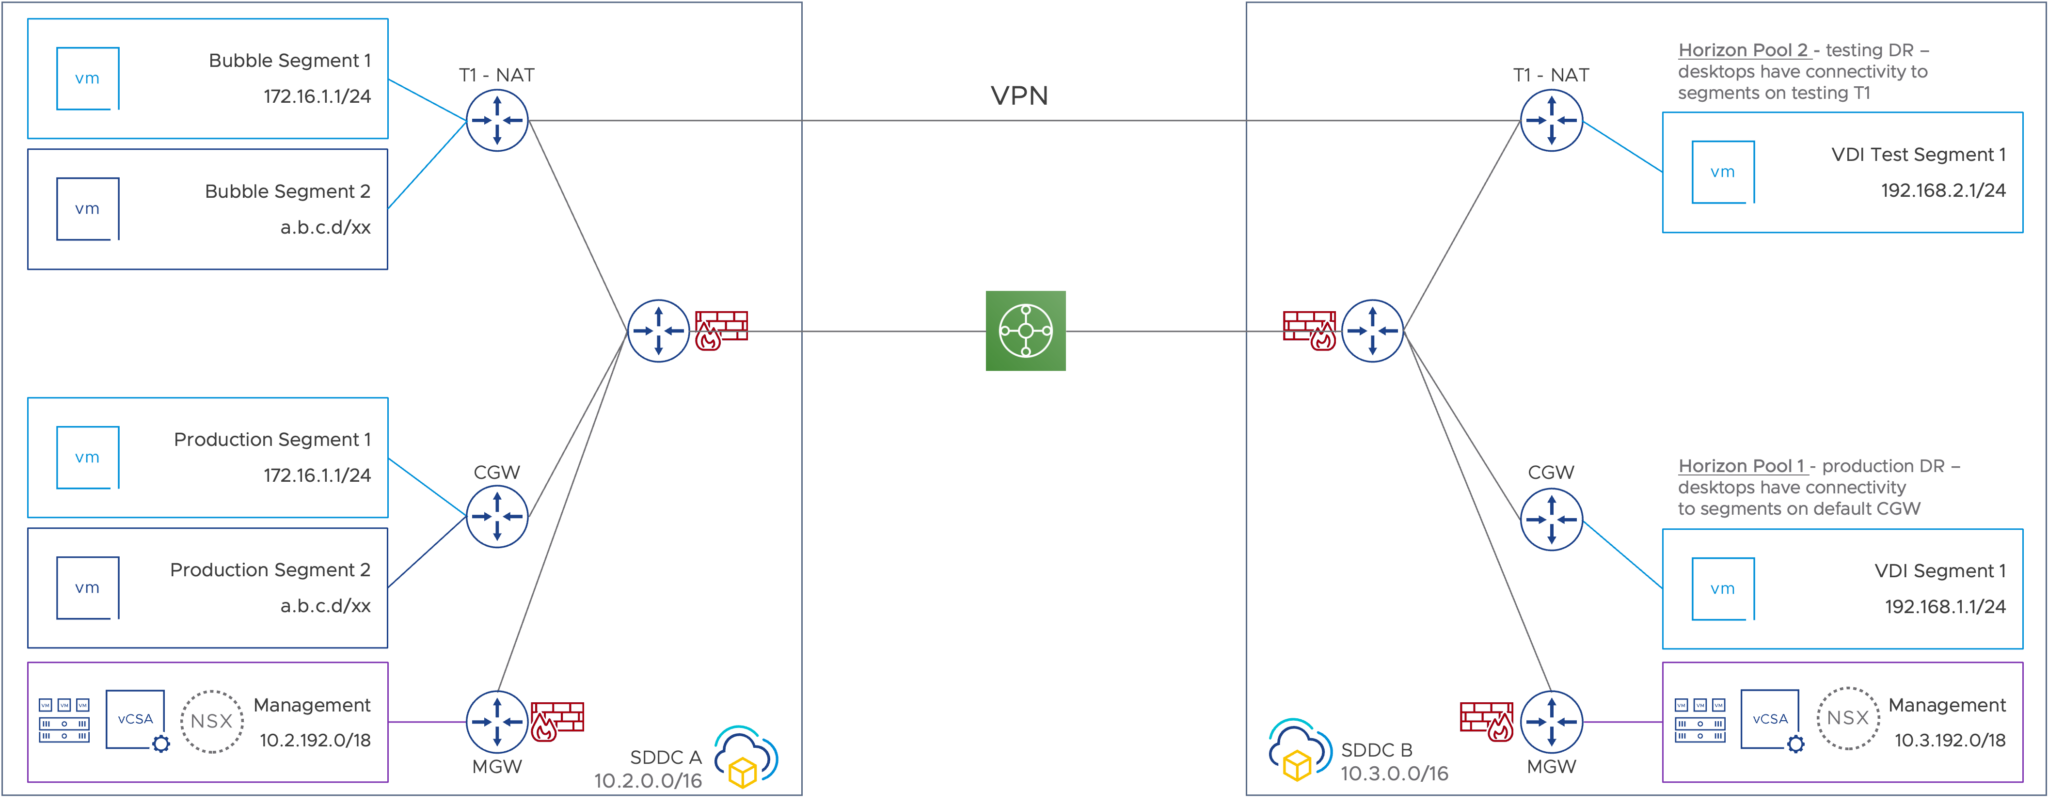 vm
Bubble Segment 1
172.16.1.1/24
vm
Bubble Segment 2
a.b.c.d/xx
T1 - NAT
vm
Production Segment 1
172.16.1.1/24
vm
Production Segment 2
a.b.c.d/xx
CGW
VM VM VM
vCSA
NSX
Management
10.2.192.0/18
MGW
SDDC A
10.2.0.0/16
VPN
T1 - NAT
Horizon Pool 2 - testing DR –
desktops have connectivity to
segments on testing T1
vm
VDI Test Segment 1
192.168.2.1/24
CGW
Horizon Pool 1 - production DR –
desktops have connectivity
to segments on default CGW
vm
VDI Segment 1
192.168.1.1/24
SDDC B
10.3.0.0/16
MGW
VM VM VM
vCSA
NSX
Management
10.3.192.0/18